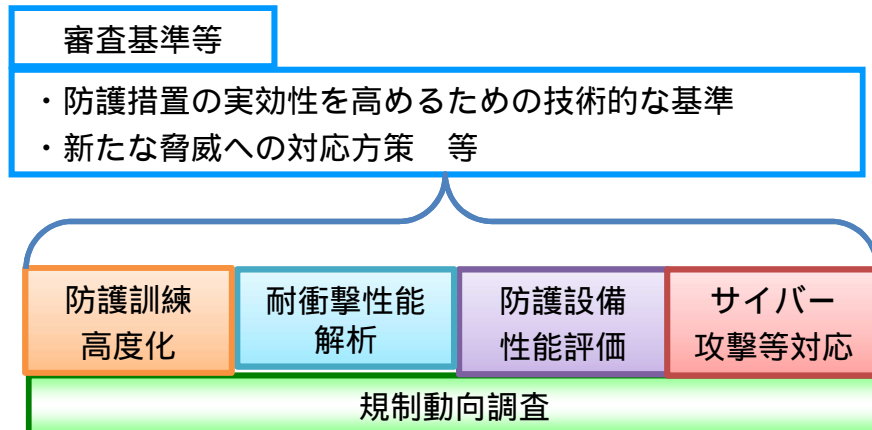 審査基準等
・防護措置の実効性を高めるための技術的な基準
・新たな脅威への対応方策　等
防護訓練
高度化
耐衝撃性能
解析
防護設備
性能評価
サイバー
攻撃等対応
規制動向調査